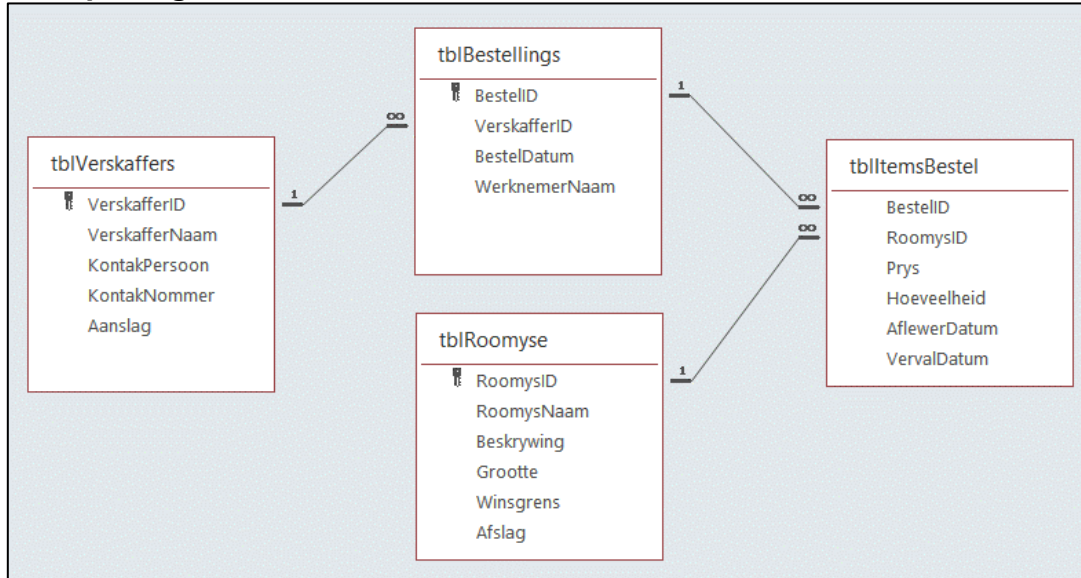 tblBestellings
BestelID
VerskafferID
BestelDatum
WerknemerNaam
tblVerskaffers
VerskafferID
VerskafferNaam
KontakPersoon
KontakNommer
Aanslag
tblItemsBestel
BestelID
RoomysID
Prys
Hoeveelheid
AflewerDatum
VervalDatum
tblRoomyse
RoomysID
RoomysNaam
Beskrywing
Grootte
Winsgrens
Afslag
1
∞
1
∞
1
∞